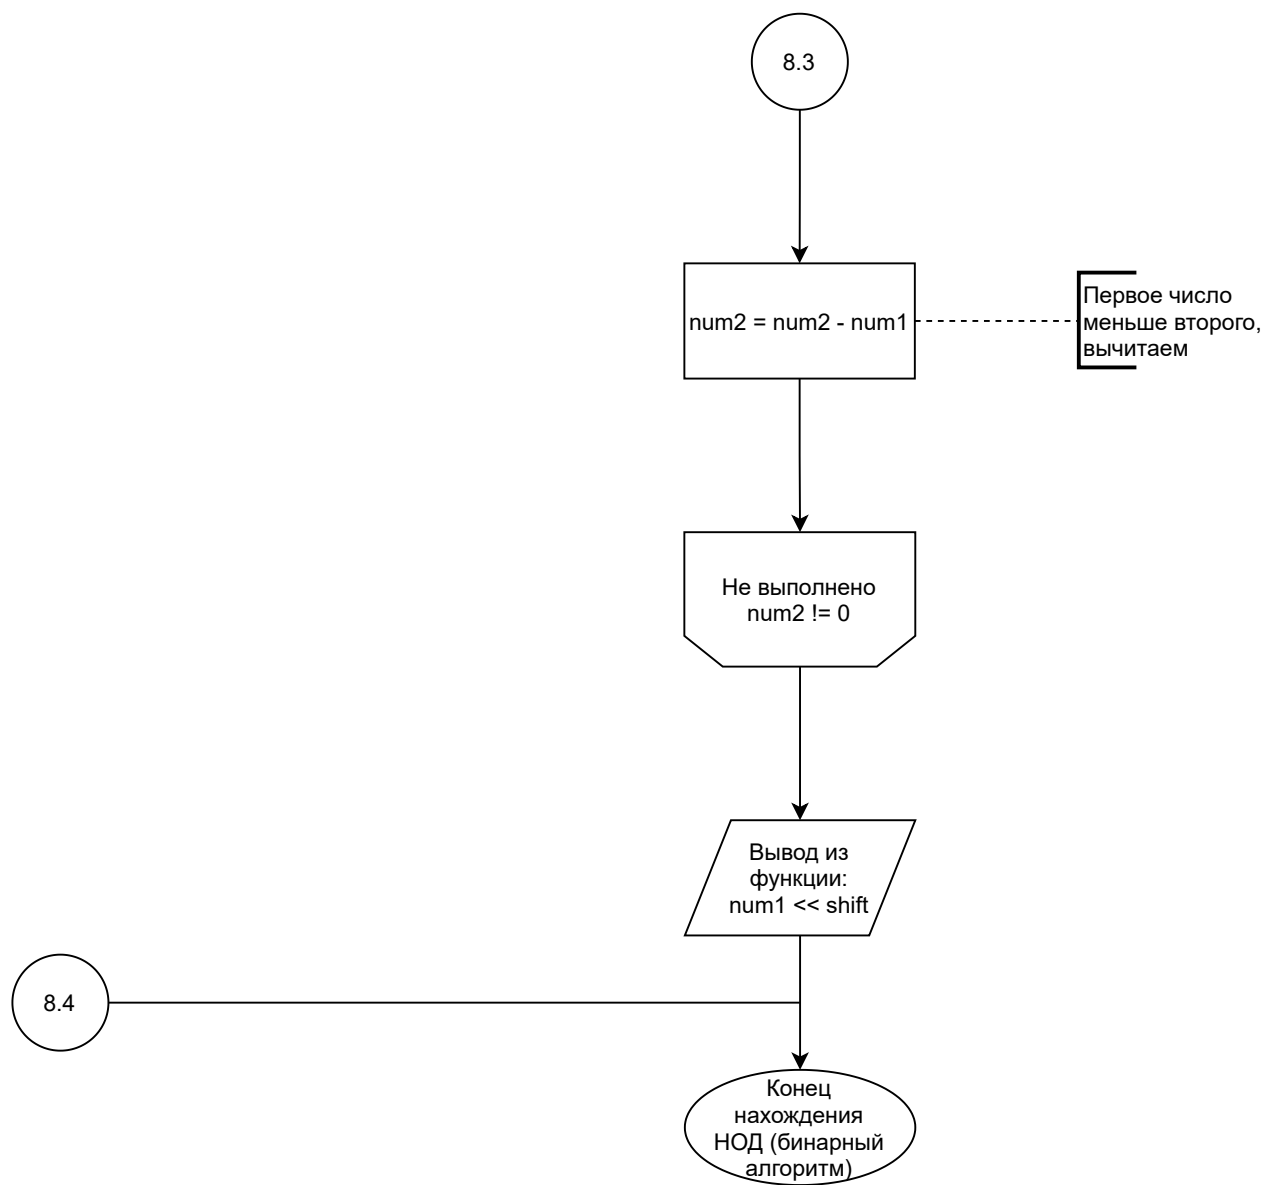 8.3
num2 = num2 - num1
Первое число
меньше второго,
вычитаем
Не выполнено
num2 != 0
Вывод из
функции:
num1 << shift
8.4
Конец
нахождения
НОД (бинарный
алгоритм)